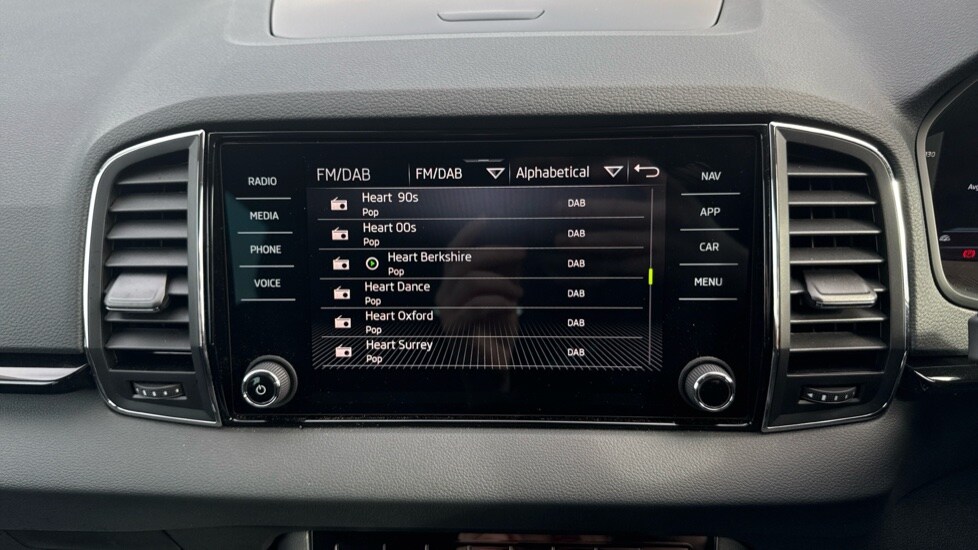 RADIO
MEDIA
PHONE
VOICE
FM/DAB FM/DAB Alphabetical
Heart 90s DAB
Pop
Heart 00s DAB
Pop
Heart Berkshire DAB
Pop
Heart Dance DAB
Pop
Heart Oxford DAB
Pop
Heart Surrey DAB
Pop
NAV
APP
CAR
MENU